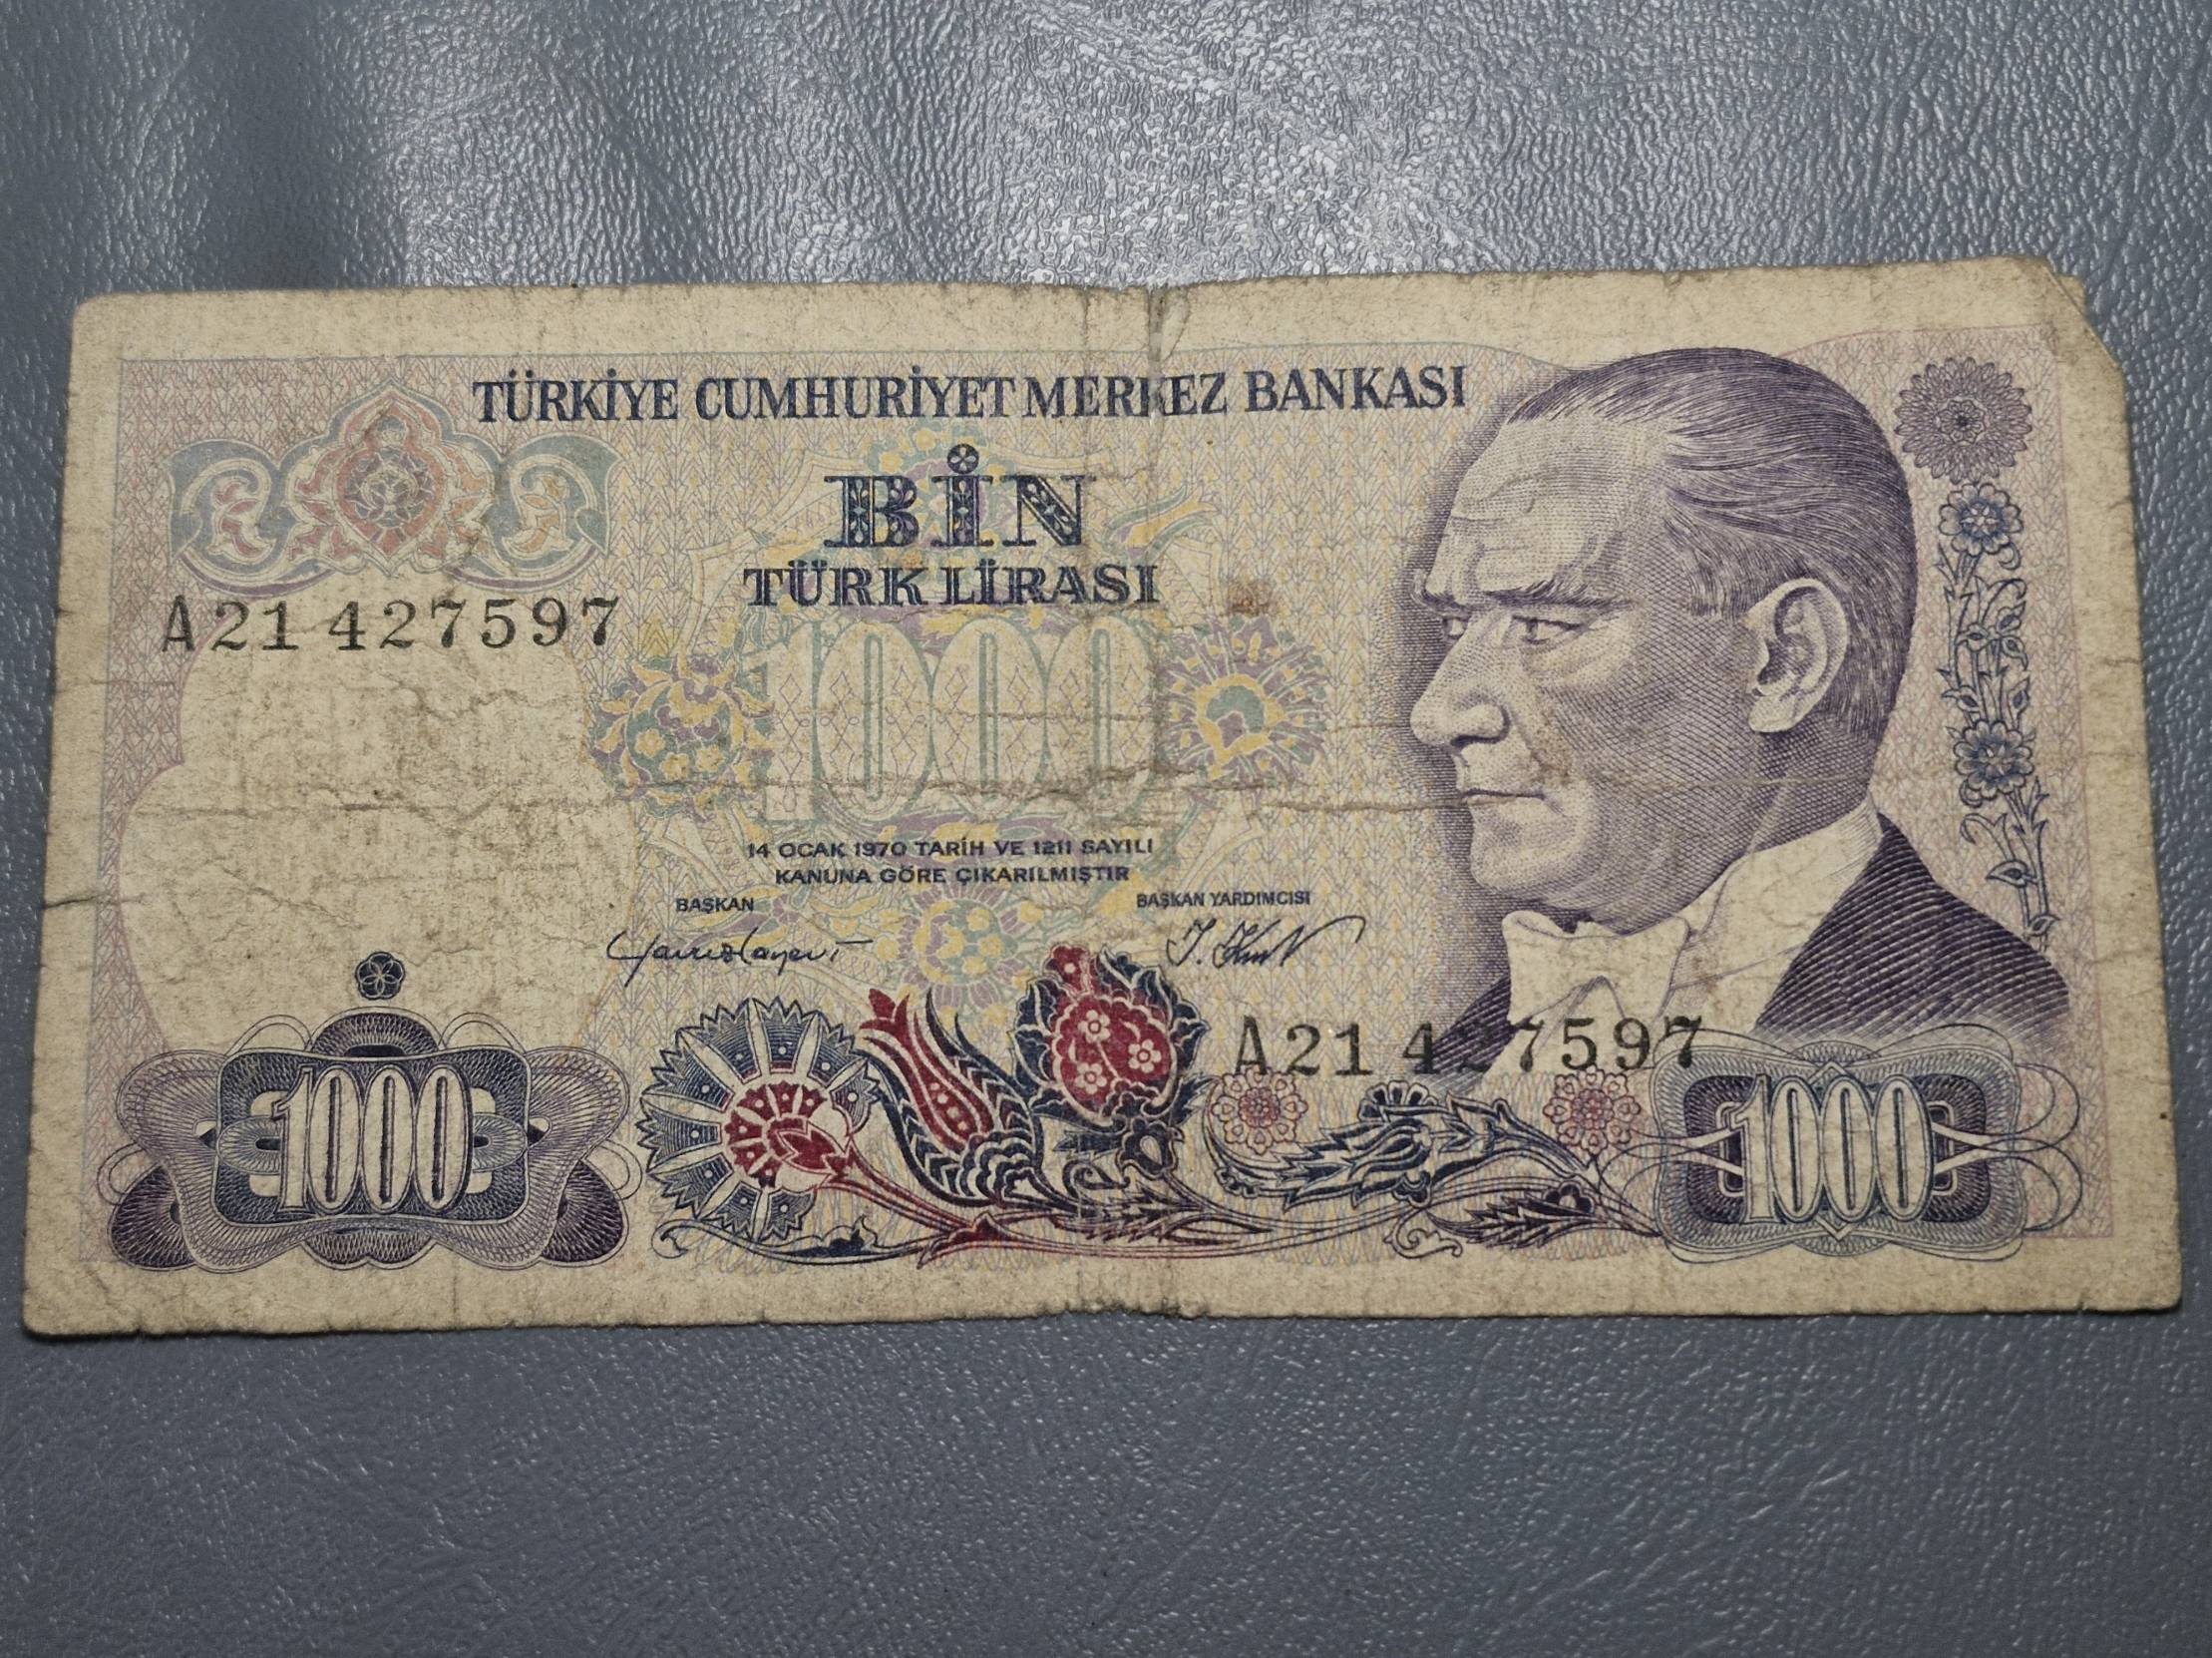 TÜRKİYE CUMHURİYET MERKEZ BANKASI
BİN
TÜRK LİRASI
A21 427597
1000
14 OCAK 1970 TARİH VE 1211 SAYILI
KANUNA GÖRE ÇIKARILMIŞTIR
BAŞKAN
BAŞKAN YARDIMCISI
A21 427597
1000
1000